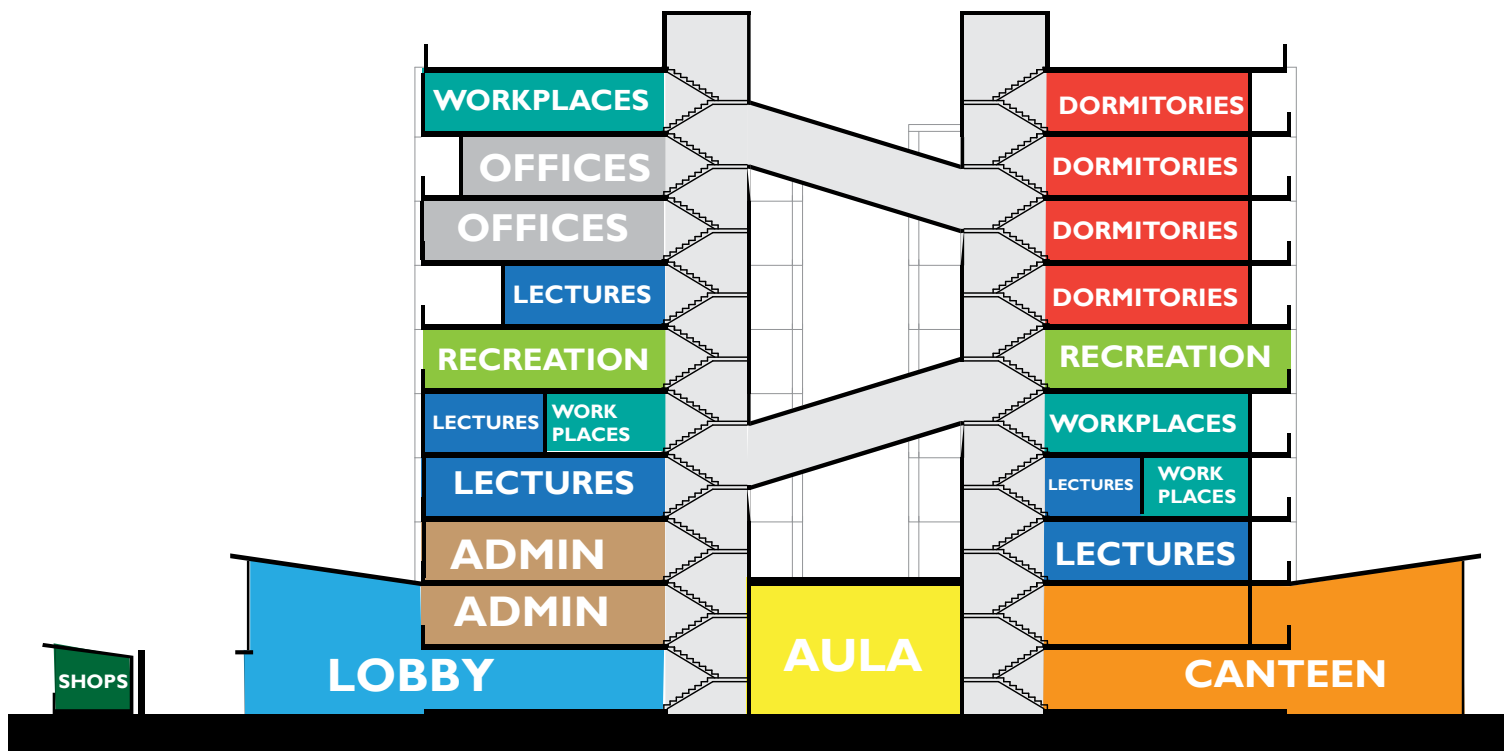 WORKPLACES
OFFICES
OFFICES
LECTURES
RECREATION
LECTURES
WORK
PLACES
LECTURES
ADMIN
ADMIN
LOBBY
SHOPS
AULA
DORMITORIES
DORMITORIES
DORMITORIES
DORMITORIES
RECREATION
WORKPLACES
LECTURES
WORK
PLACES
LECTURES
CANTEEN